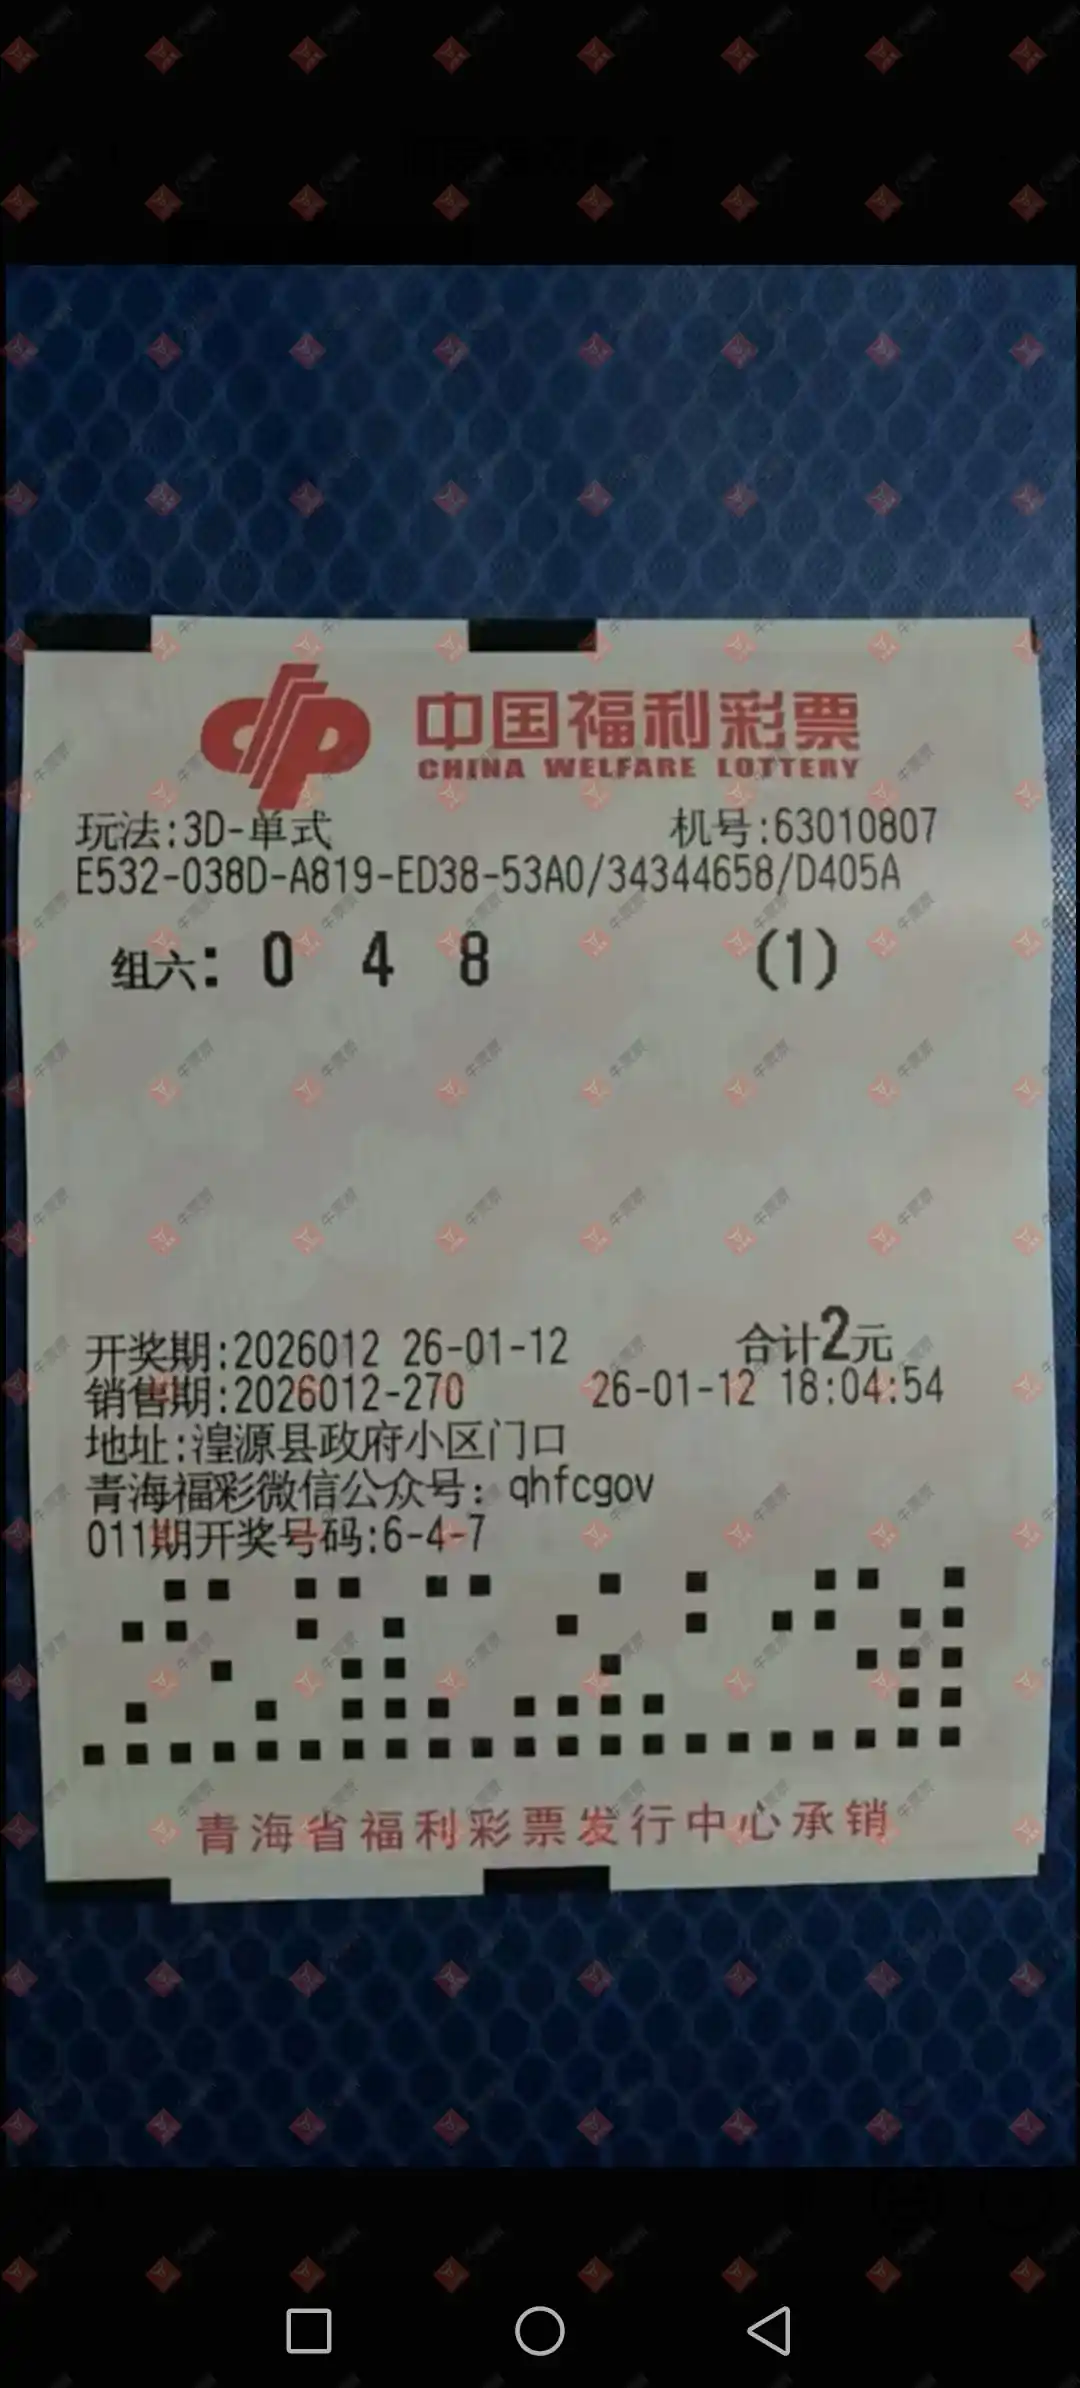 中国福利彩票
CHINA WELFARE LOTTERY
玩法:3D-单式 机号:63010807
E532-038D-A819-ED38-53A0/34344658/D405A
组六: 0 4 8 (1)
开奖期:2026012 26-01-12 合计2元
销售期:2026012-270 26-01-12 18:04:54
地址:湟源县政府小区门口
青海福彩微信公众号: qhfcgov
011期开奖号码:6-4-7
青海省福利彩票发行中心承销